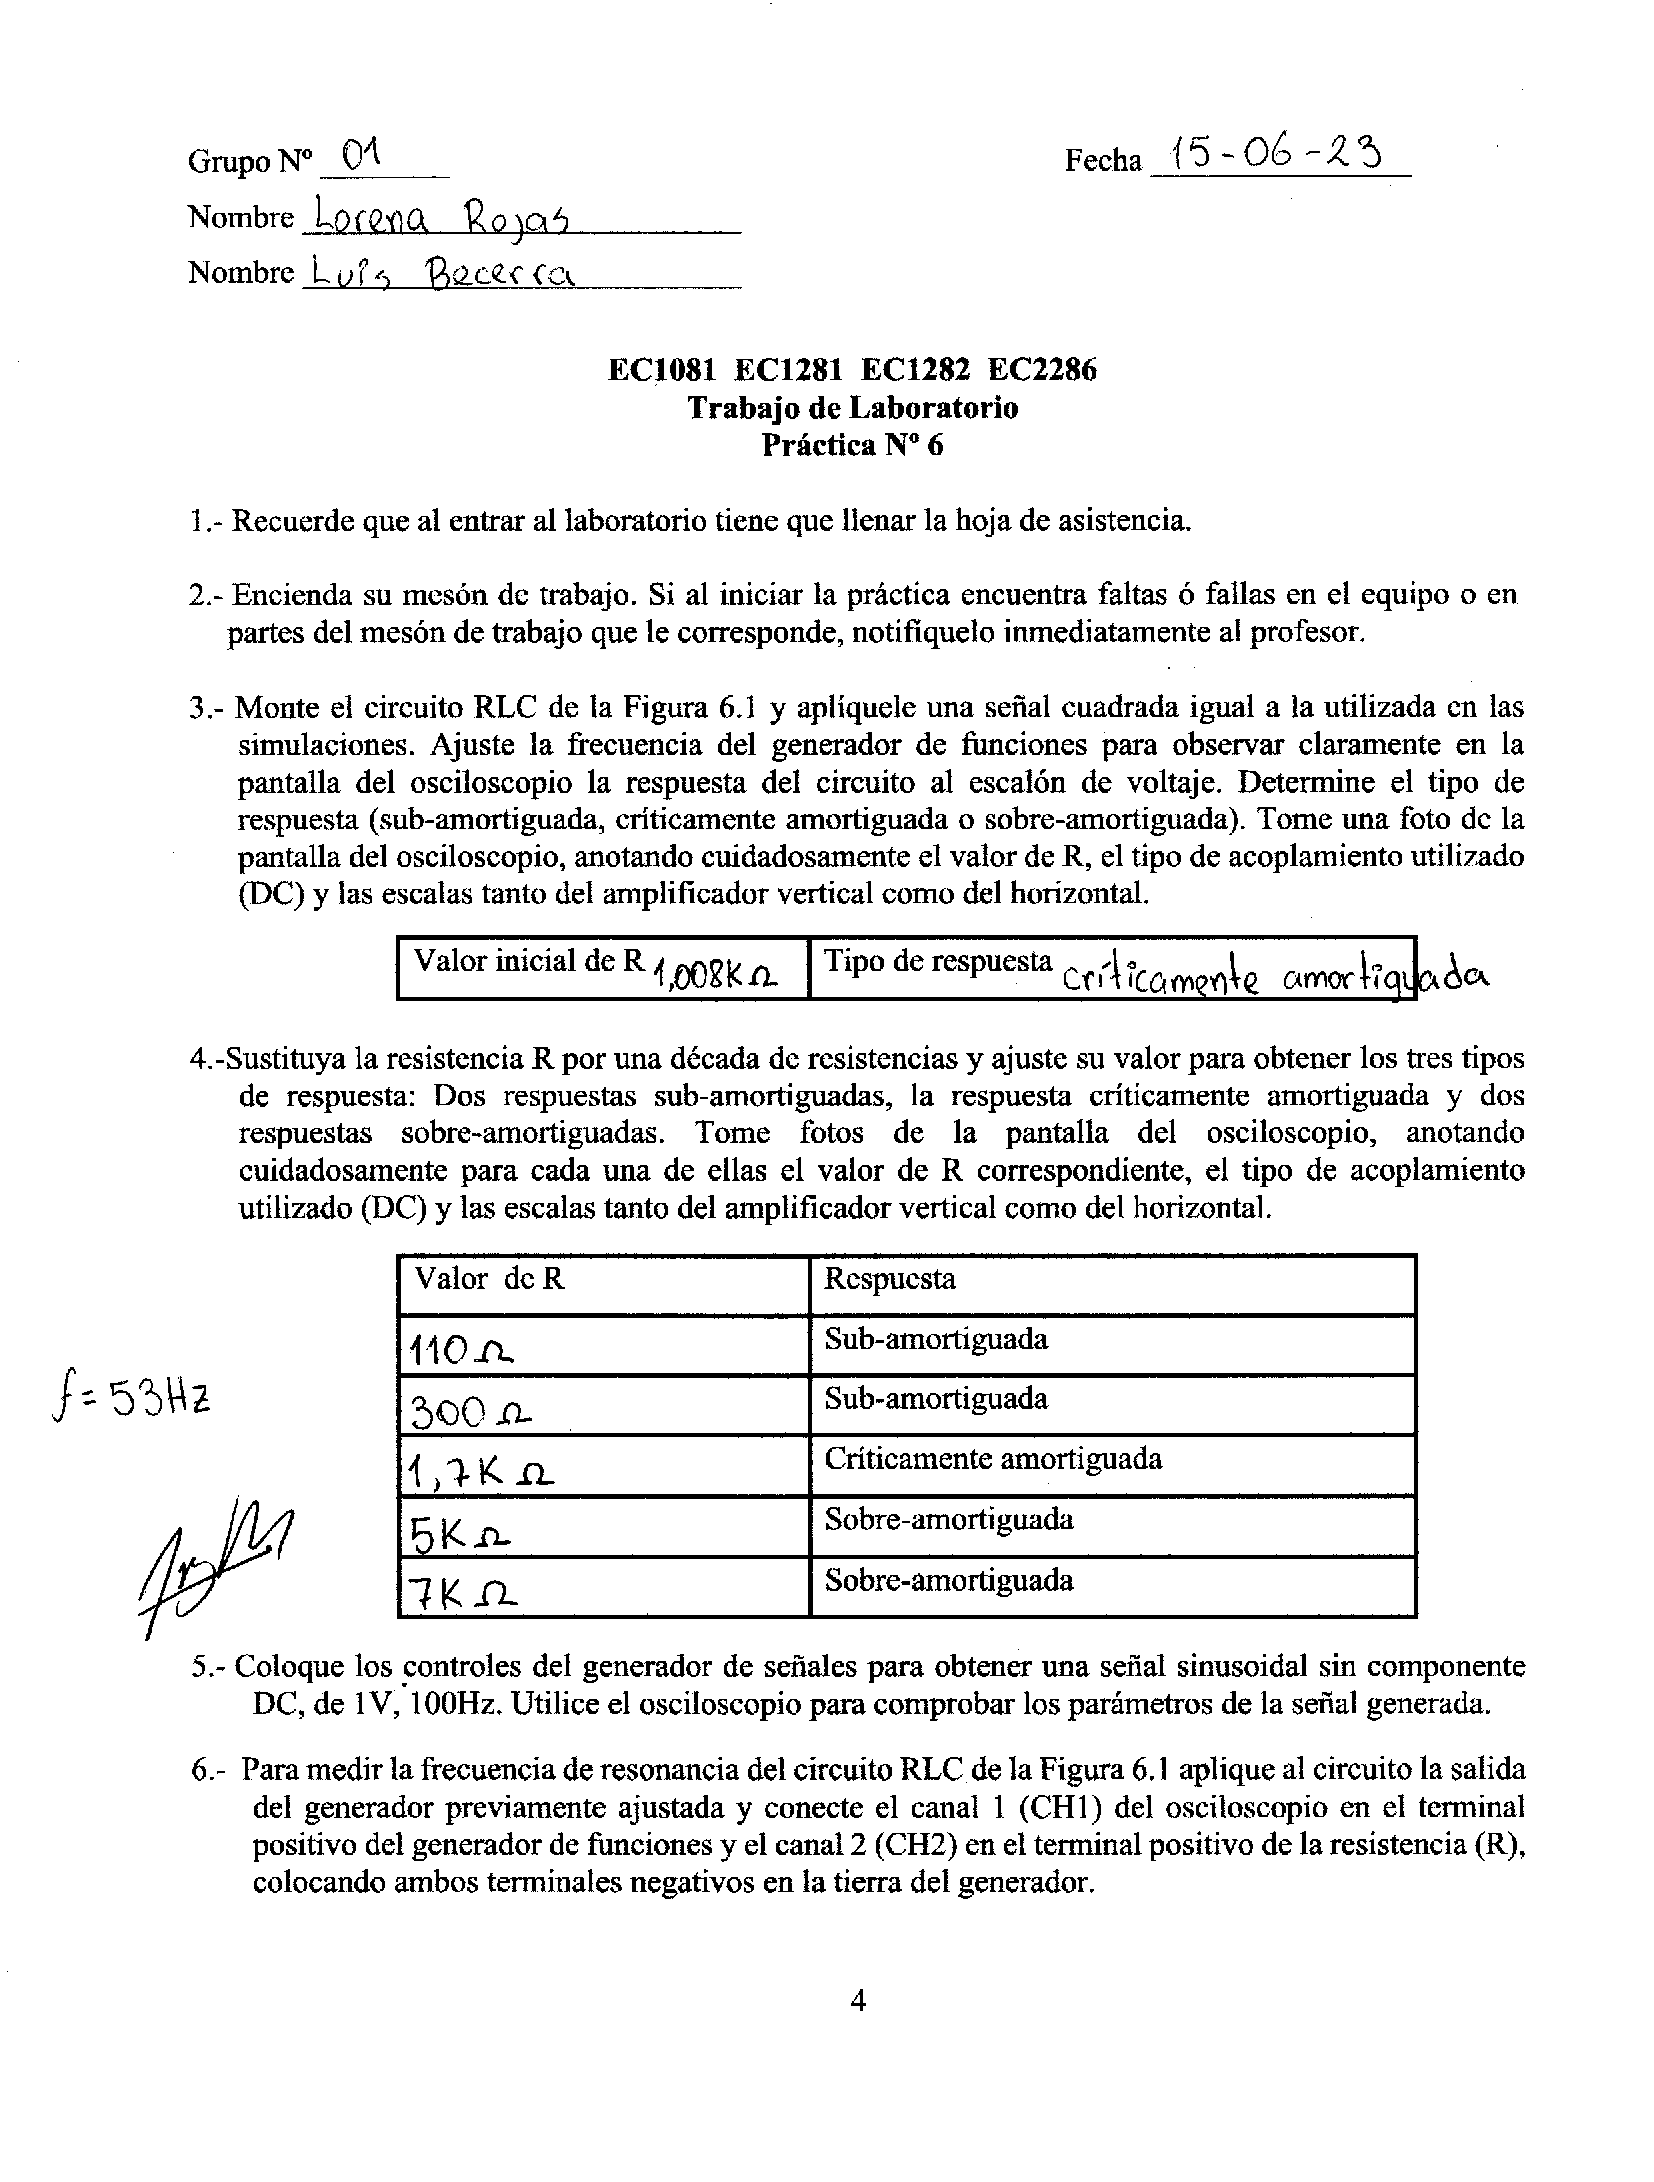 Grupo Nº 01 Fecha 15-06-23
Nombre Lorena Rojas
Nombre Luis Becerra
EC1081 EC1281 EC1282 EC2286
Trabajo de Laboratorio
Práctica Nº 6
1.- Recuerde que al entrar al laboratorio tiene que llenar la hoja de asistencia.
2.- Encienda su mesón de trabajo. Si al iniciar la práctica encuentra faltas ó fallas en el equipo o en
partes del mesón de trabajo que le corresponde, notifíquelo inmediatamente al profesor.
3.- Monte el circuito RLC de la Figura 6.1 y aplíquele una señal cuadrada igual a la utilizada en las
simulaciones. Ajuste la frecuencia del generador de funciones para observar claramente en la
pantalla del osciloscopio la respuesta del circuito al escalón de voltaje. Determine el tipo de
respuesta (sub-amortiguada, críticamente amortiguada o sobre-amortiguada). Tome una foto de la
pantalla del osciloscopio, anotando cuidadosamente el valor de R, el tipo de acoplamiento utilizado
(DC) y las escalas tanto del amplificador vertical como del horizontal.
Valor inicial de R 1,008KΩ Tipo de respuesta críticamente amortiguada
4.-Sustituya la resistencia R por una década de resistencias y ajuste su valor para obtener los tres tipos
de respuesta: Dos respuestas sub-amortiguadas, la respuesta críticamente amortiguada y dos
respuestas sobre-amortiguadas. Tome fotos de la pantalla del osciloscopio, anotando
cuidadosamente para cada una de ellas el valor de R correspondiente, el tipo de acoplamiento
utilizado (DC) y las escalas tanto del amplificador vertical como del horizontal.
Valor de R Respuesta
110Ω Sub-amortiguada
f=53Hz
300Ω Sub-amortiguada
1,7KΩ Críticamente amortiguada
5KΩ Sobre-amortiguada
7KΩ Sobre-amortiguada
5.- Coloque los controles del generador de señales para obtener una señal sinusoidal sin componente
DC, de 1V, 100Hz. Utilice el osciloscopio para comprobar los parámetros de la señal generada.
6.- Para medir la frecuencia de resonancia del circuito RLC de la Figura 6.1 aplique al circuito la salida
del generador previamente ajustada y conecte el canal 1 (CH1) del osciloscopio en el terminal
positivo del generador de funciones y el canal 2 (CH2) en el terminal positivo de la resistencia (R),
colocando ambos terminales negativos en la tierra del generador.
4